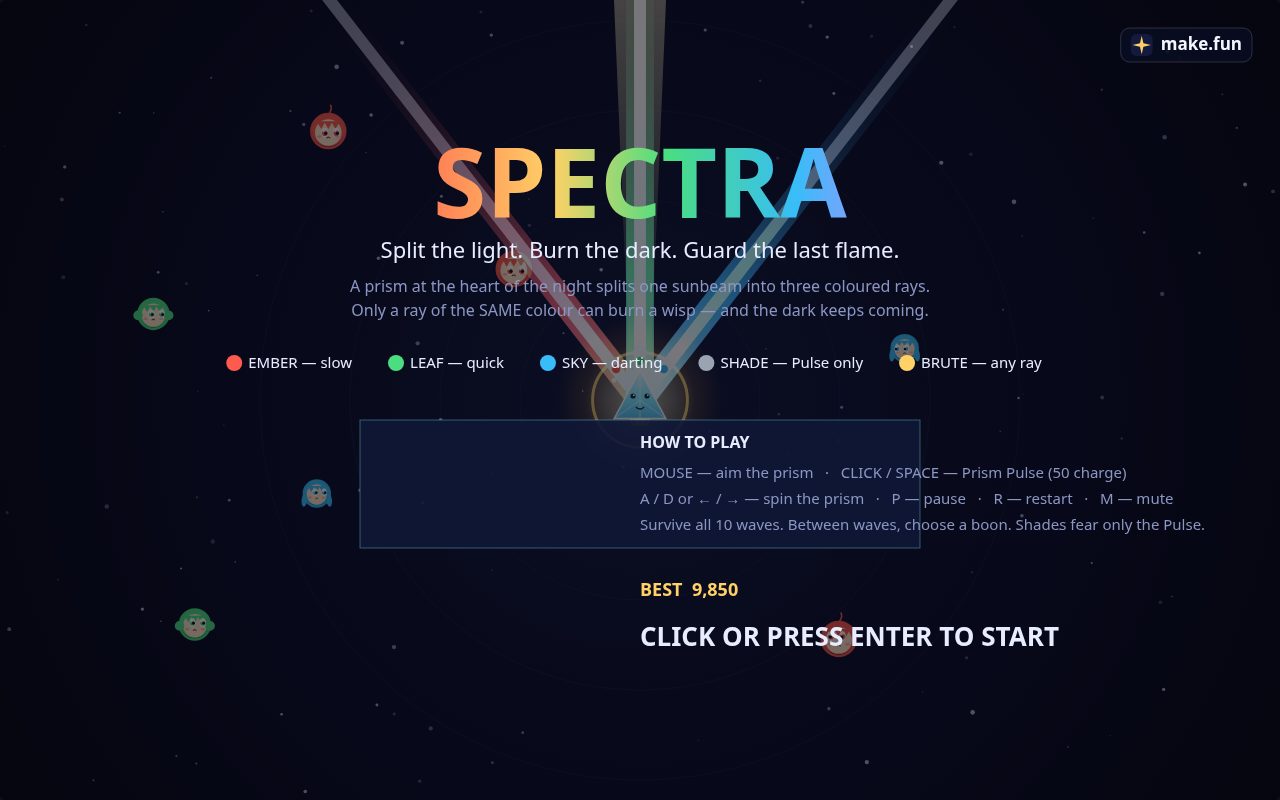 make.fun
SPECTRA
Split the light. Burn the dark. Guard the last flame.
A prism at the heart of the night splits one sunbeam into three coloured rays.
Only a ray of the SAME colour can burn a wisp — and the dark keeps coming.
EMBER — slow LEAF — quick SKY — darting SHADE — Pulse only BRUTE — any ray
HOW TO PLAY
MOUSE — aim the prism · CLICK / SPACE — Prism Pulse (50 charge)
A / D or ← / → — spin the prism · P — pause · R — restart · M — mute
Survive all 10 waves. Between waves, choose a boon. Shades fear only the Pulse.
BEST 9,850
CLICK OR PRESS ENTER TO START